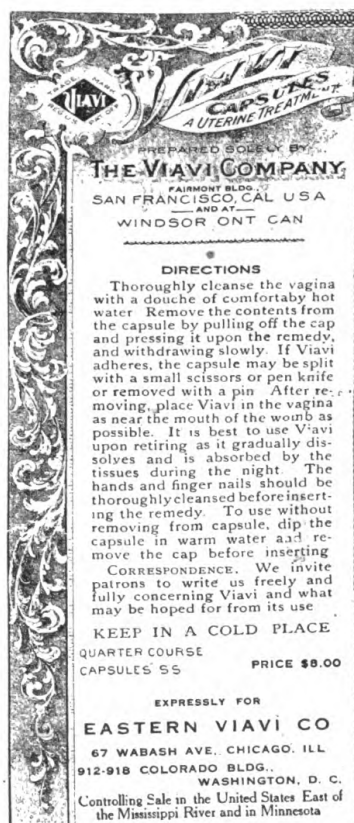 TRADE MARK
VIAVI
VIAVI
CAPSULES
A UTERINE TREATMENT
PREPARED SOLELY BY
THE VIAVI COMPANY
FAIRMONT BLDG.,
SAN FRANCISCO, CAL USA
AND AT
WINDSOR ONT CAN
DIRECTIONS
Thoroughly cleanse the vagina
with a douche of comfortaby hot
water Remove the contents from
the capsule by pulling off the cap
and pressing it upon the remedy,
and withdrawing slowly. If Viavi
adheres, the capsule may be split
with a small scissors or pen knife
or removed with a pin After re-
moving, place Viavi in the vagina
as near the mouth of the womb as
possible. It is best to use Viavi
upon retiring as it gradually dis-
solves and is absorbed by the
tissues during the night The
hands and finger nails should be
thoroughly cleansed before insert-
ing the remedy. To use without
removing from capsule, dip the
capsule in warm water and re-
move the cap before inserting
CORRESPONDENCE. We invite
patrons to write us freely and
fully concerning Viavi and what
may be hoped for from its use
KEEP IN A COLD PLACE
QUARTER COURSE
CAPSULES SS PRICE $8.00
EXPRESSLY FOR
EASTERN VIAVI CO
67 WABASH AVE., CHICAGO. ILL
912-918 COLORADO BLDG.,
WASHINGTON, D. C.
Controlling Sale in the United States East of
the Mississippi River and in Minnesota